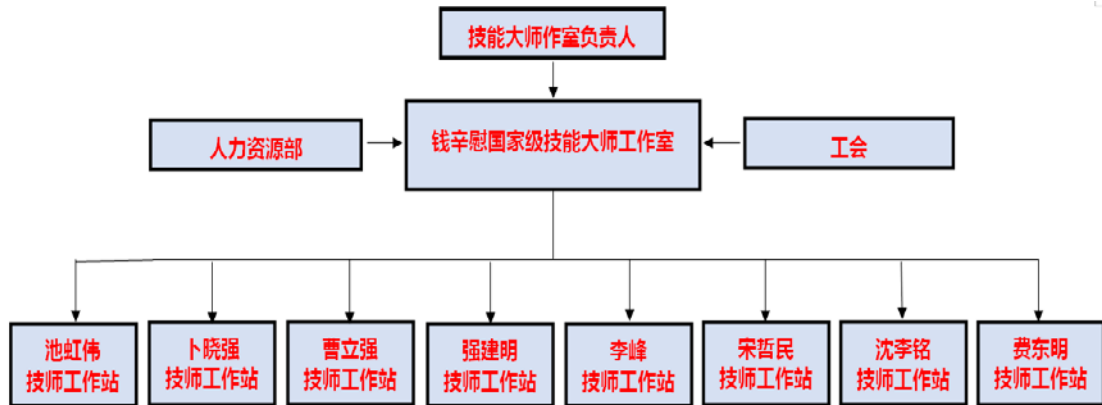 技能大师作室负责人
人力资源部
钱辛慰国家级技能大师工作室
工会
池虹伟
技师工作站
卜晓强
技师工作站
曹立强
技师工作站
强建明
技师工作站
李峰
技师工作站
宋哲民
技师工作站
沈李铭
技师工作站
费东明
技师工作站